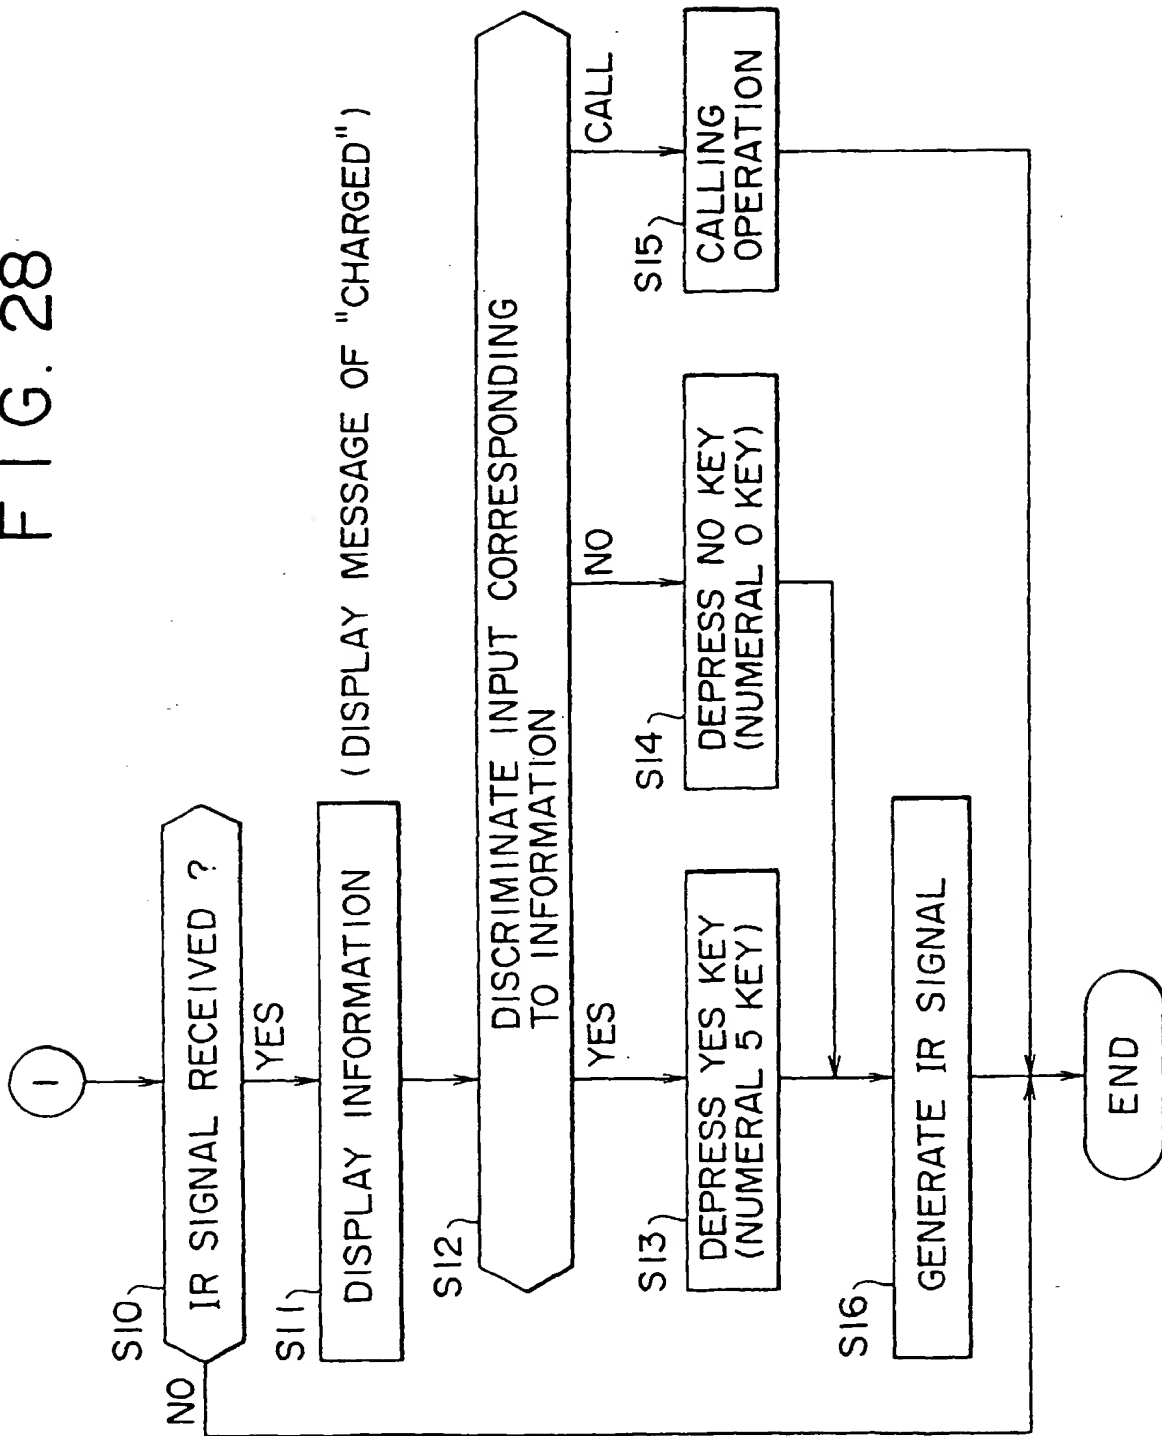 FIG. 28
1
S10
IR SIGNAL RECEIVED ?
NO
YES
S11
DISPLAY INFORMATION
(DISPLAY MESSAGE OF "CHARGED")
S12
DISCRIMINATE INPUT CORRESPONDING
TO INFORMATION
YES
NO
CALL
S13
DEPRESS YES KEY
(NUMERAL 5 KEY)
S14
DEPRESS NO KEY
(NUMERAL 0 KEY)
S15
CALLING
OPERATION
S16
GENERATE IR SIGNAL
END